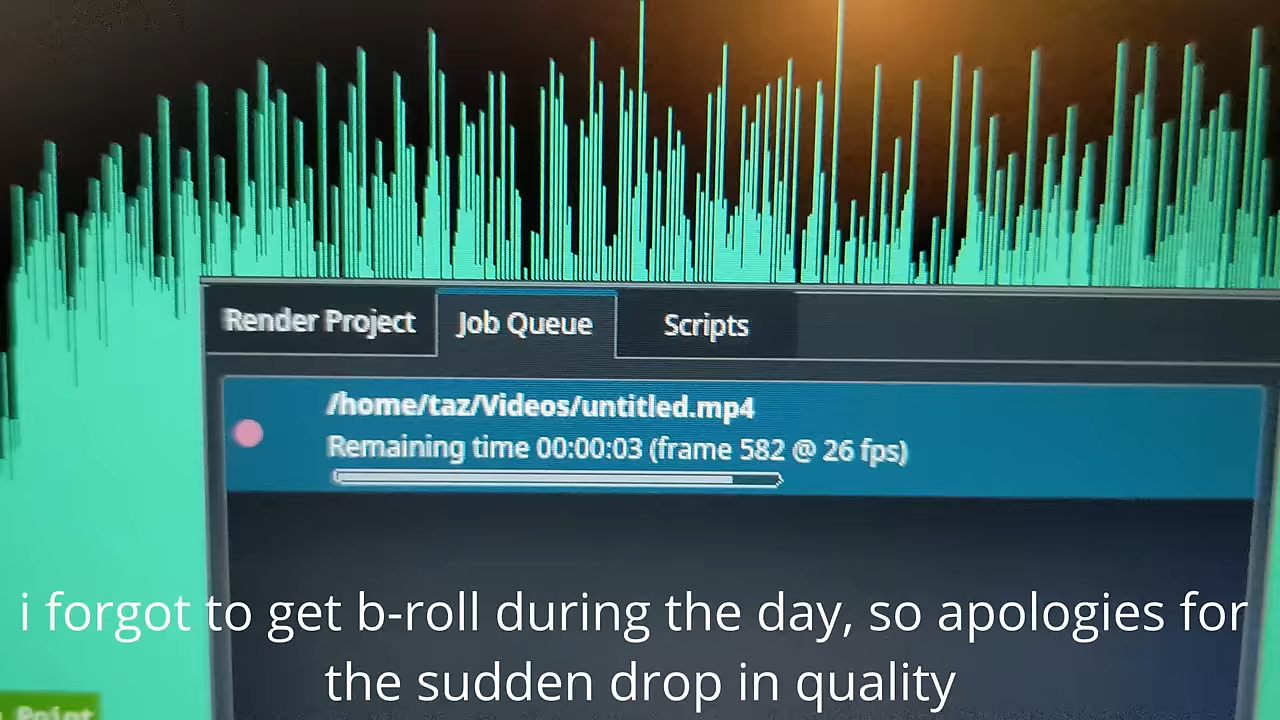 Render Project Job Queue Scripts
/home/taz/Videos/untitled.mp4
Remaining time 00:00:03 (frame 582 @ 26 fps)
i forgot to get b-roll during the day, so apologies for
the sudden drop in quality
Point